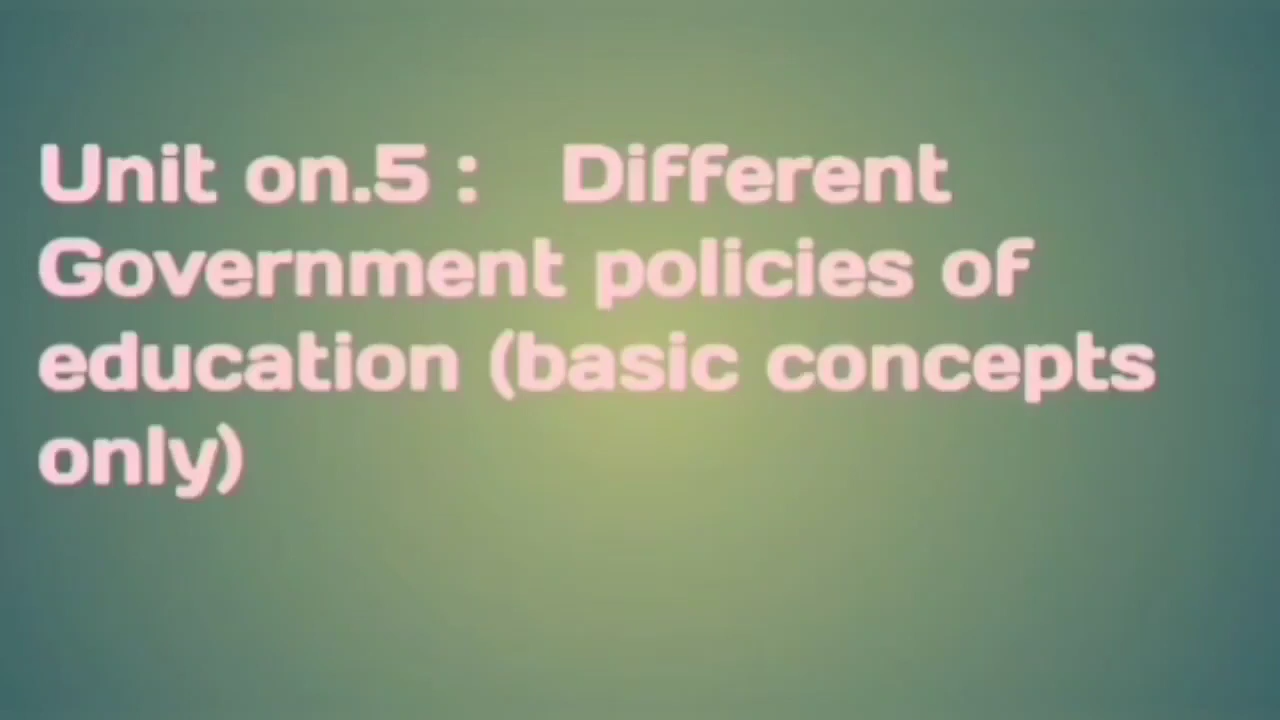 Unit on.5 : Different
Government policies of
education (basic concepts
only)